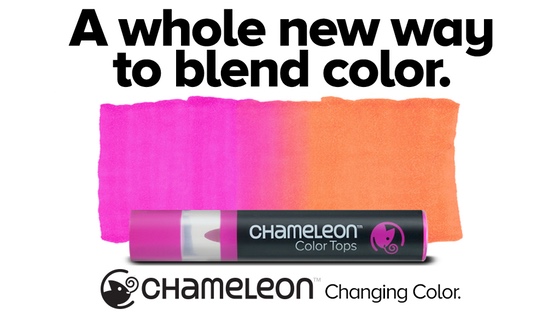 A whole new way
to blend color.
CHAMELEON™
Color Tops
CHAMELEON™ Changing Color.